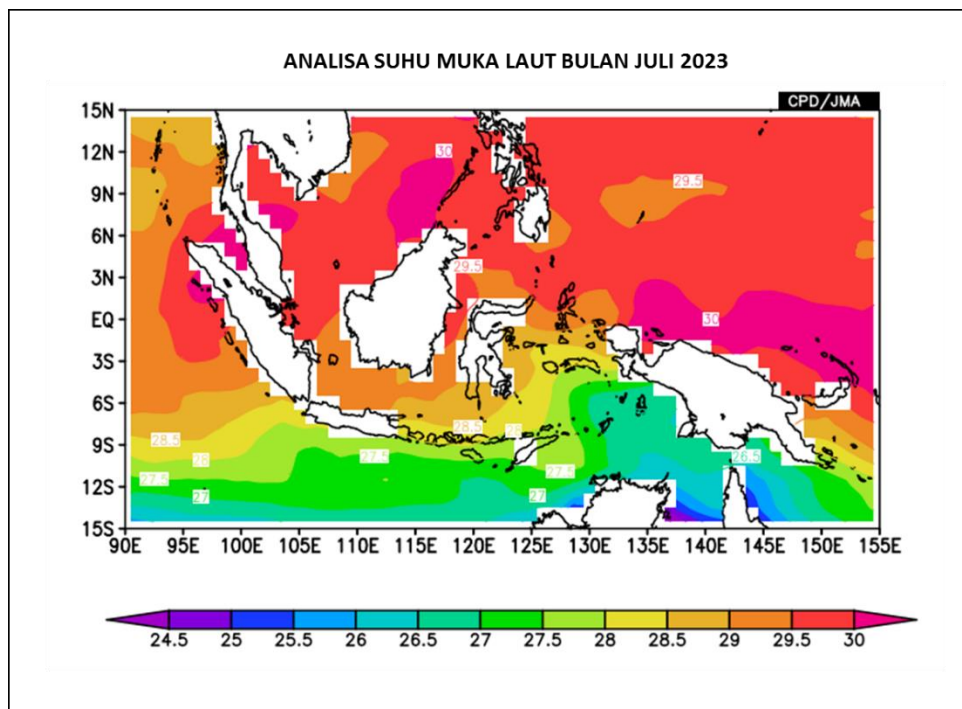 ANALISA SUHU MUKA LAUT BULAN JULI 2023
CPD/JMA
15N
12N
9N
6N
3N
EQ
3S
6S
9S
12S
15S
30
29.5
29.5
30
28.5
28.5
28
28
27.5
27.5
27.5
26.5
27
27
90E 95E 100E 105E 110E 115E 120E 125E 130E 135E 140E 145E 150E 155E
24.5 25 25.5 26 26.5 27 27.5 28 28.5 29 29.5 30